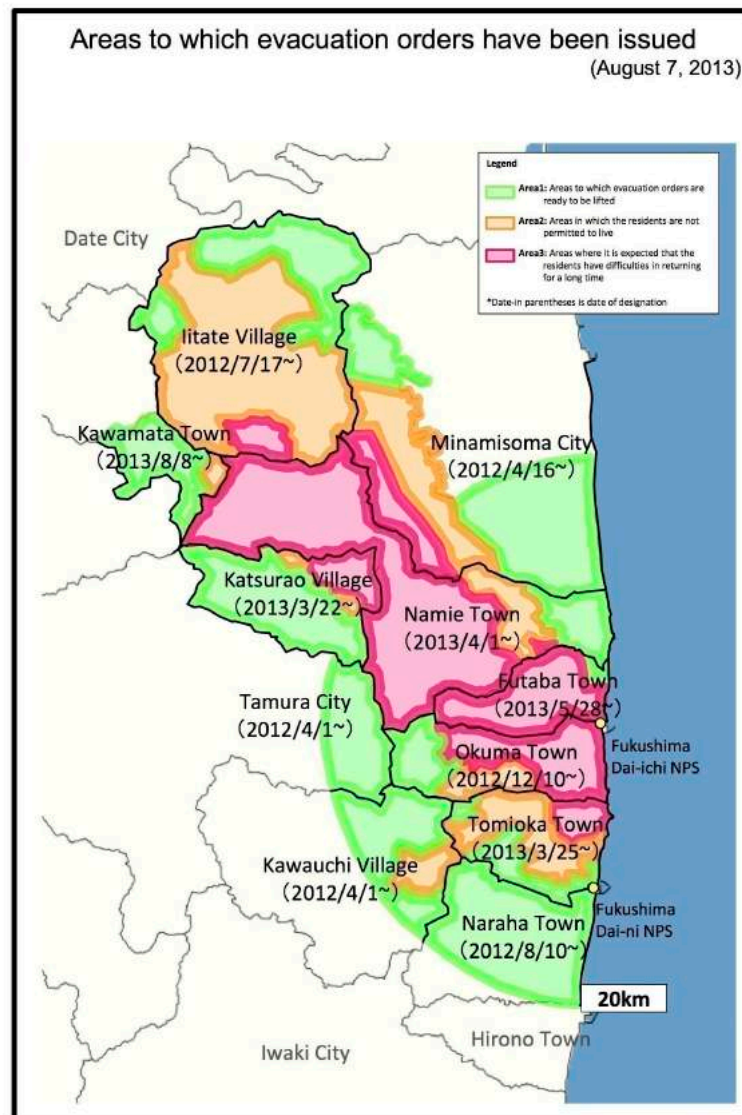 Areas to which evacuation orders have been issued
(August 7, 2013)
Legend
Area1: Areas to which evacuation orders are
ready to be lifted
Area2: Areas in which the residents are not
permitted to live
Area3: Areas where it is expected that the
residents have difficulties in returning
for a long time
*Date-in parentheses is date of designation
Date City
Iitate Village
(2012/7/17~)
Kawamata Town
(2013/8/8~)
Minamisoma City
(2012/4/16~)
Katsurao Village
(2013/3/22~)
Namie Town
(2013/4/1~)
Futaba Town
(2013/5/28~)
Tamura City
(2012/4/1~)
Okuma Town
(2012/12/10~)
Fukushima
Dai-ichi NPS
Tomioka Town
(2013/3/25~)
Kawauchi Village
(2012/4/1~)
Fukushima
Dai-ni NPS
Naraha Town
(2012/8/10~)
20km
Hirono Town
Iwaki City